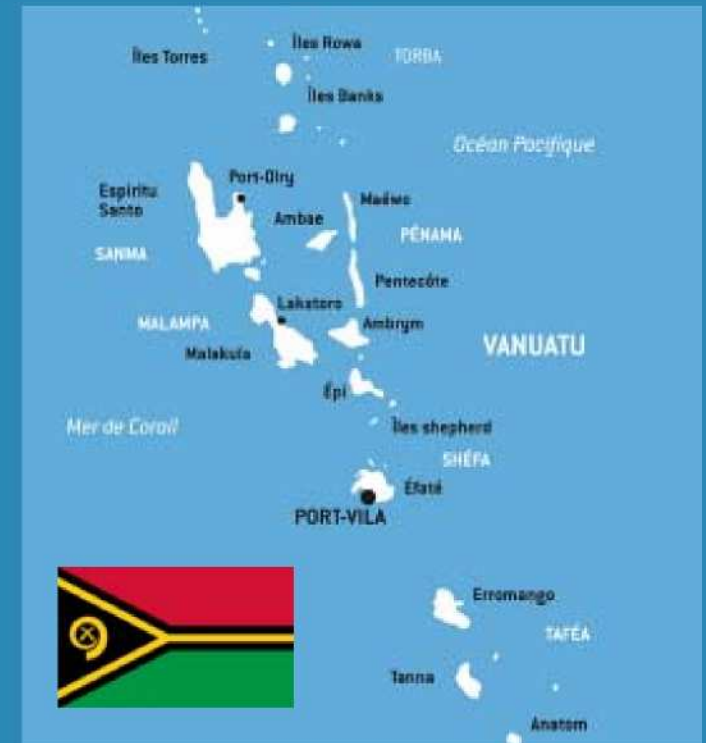 Îles Rowa
Îles Torres
TORBA
Îles Banks
Océan Pacifique
Port-Olry
Espiritu
Santo
Maéwo
Ambae
PÉNAMA
SANMA
Pentecôte
Lakatoro
MALAMPA
Ambrym
VANUATU
Malakula
Épi
Mer de Corail
Îles shepherd
SHÉFA
Éfaté
PORT-VILA
Erromango
TAFÉA
Tanna
Anatom